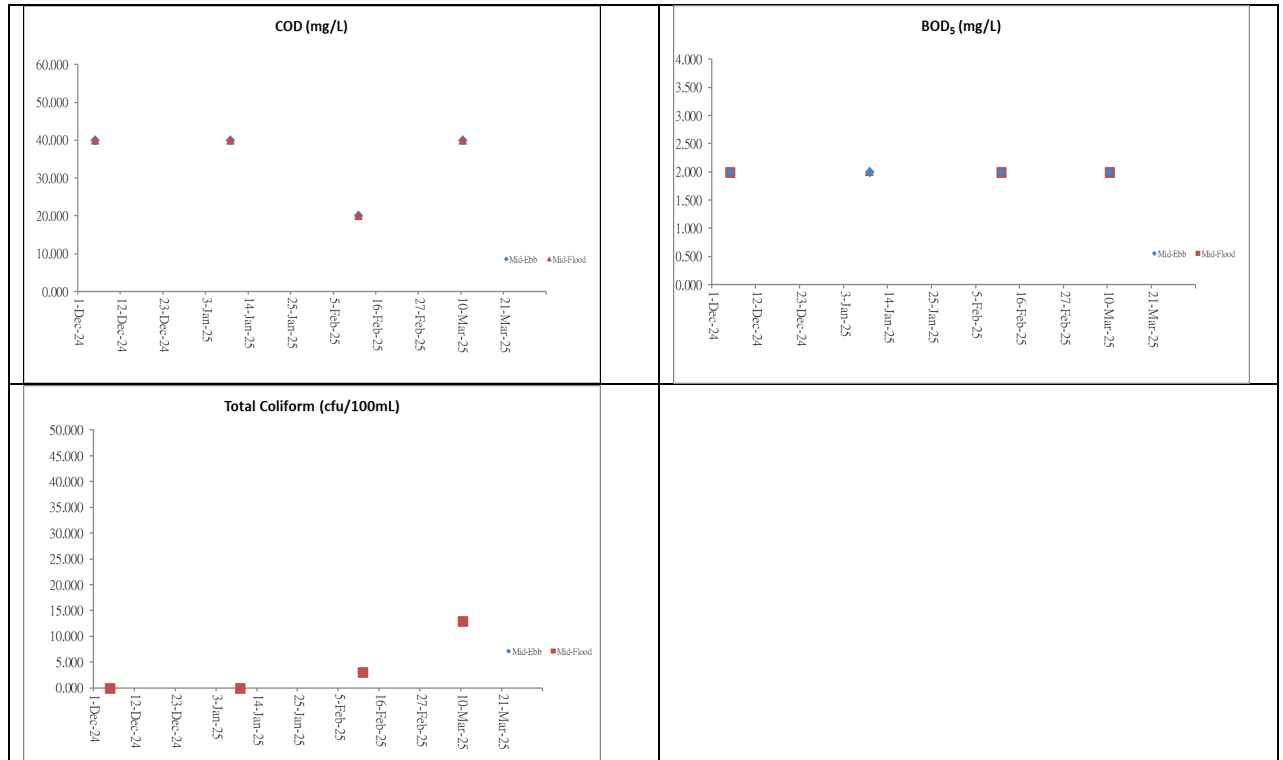 COD (mg/L)
60.000
50.000
40.000
30.000
20.000
10.000
0.000
Mid-Ebb Mid-Flood
1-Dec-24
12-Dec-24
23-Dec-24
3-Jan-25
14-Jan-25
25-Jan-25
5-Feb-25
16-Feb-25
27-Feb-25
10-Mar-25
21-Mar-25
BOD₅ (mg/L)
4.000
3.500
3.000
2.500
2.000
1.500
1.000
0.500
0.000
Mid-Ebb Mid-Flood
1-Dec-24
12-Dec-24
23-Dec-24
3-Jan-25
14-Jan-25
25-Jan-25
5-Feb-25
16-Feb-25
27-Feb-25
10-Mar-25
21-Mar-25
Total Coliform (cfu/100mL)
50.000
45.000
40.000
35.000
30.000
25.000
20.000
15.000
10.000
5.000
0.000
Mid-Ebb Mid-Flood
1-Dec-24
12-Dec-24
23-Dec-24
3-Jan-25
14-Jan-25
25-Jan-25
5-Feb-25
16-Feb-25
27-Feb-25
10-Mar-25
21-Mar-25